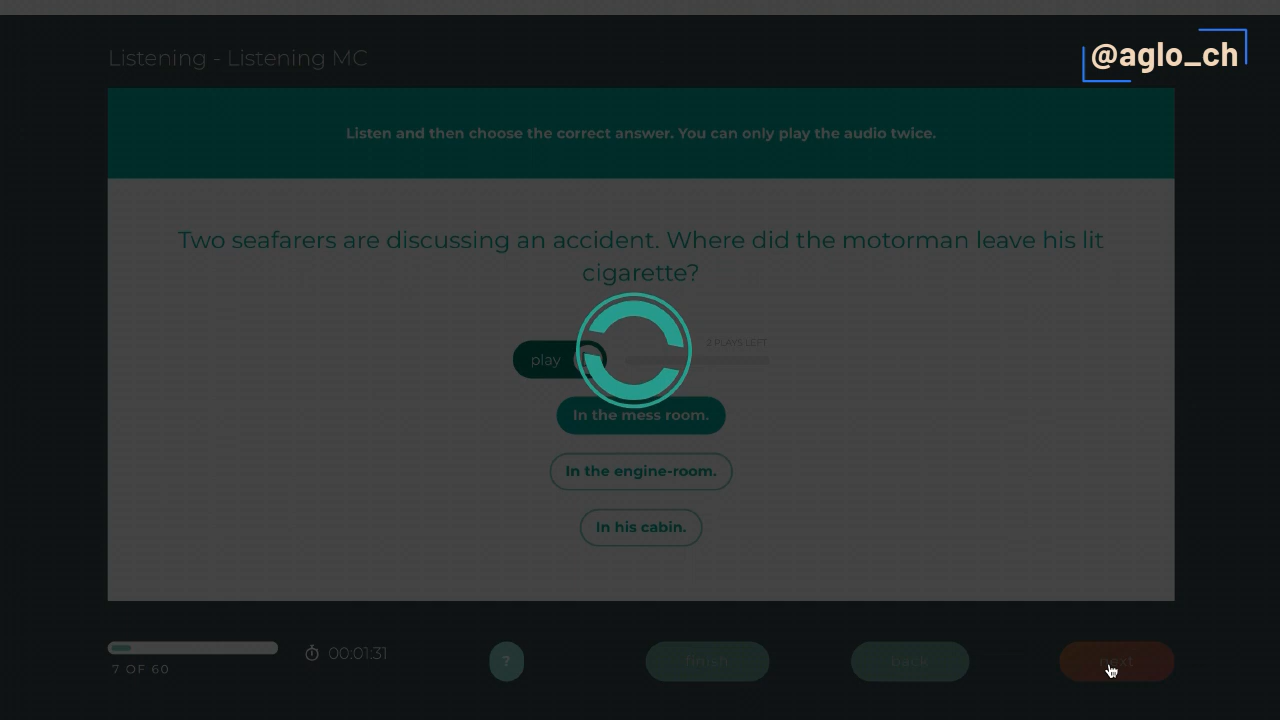 Listening - Listening MC
@aglo_ch
Listen and then choose the correct answer. You can only play the audio twice.
Two seafarers are discussing an accident. Where did the motorman leave his lit
cigarette?
play
2 PLAYS LEFT
In the mess room.
In the engine-room.
In his cabin.
00:01:31
7 OF 60
?
finish
back
next